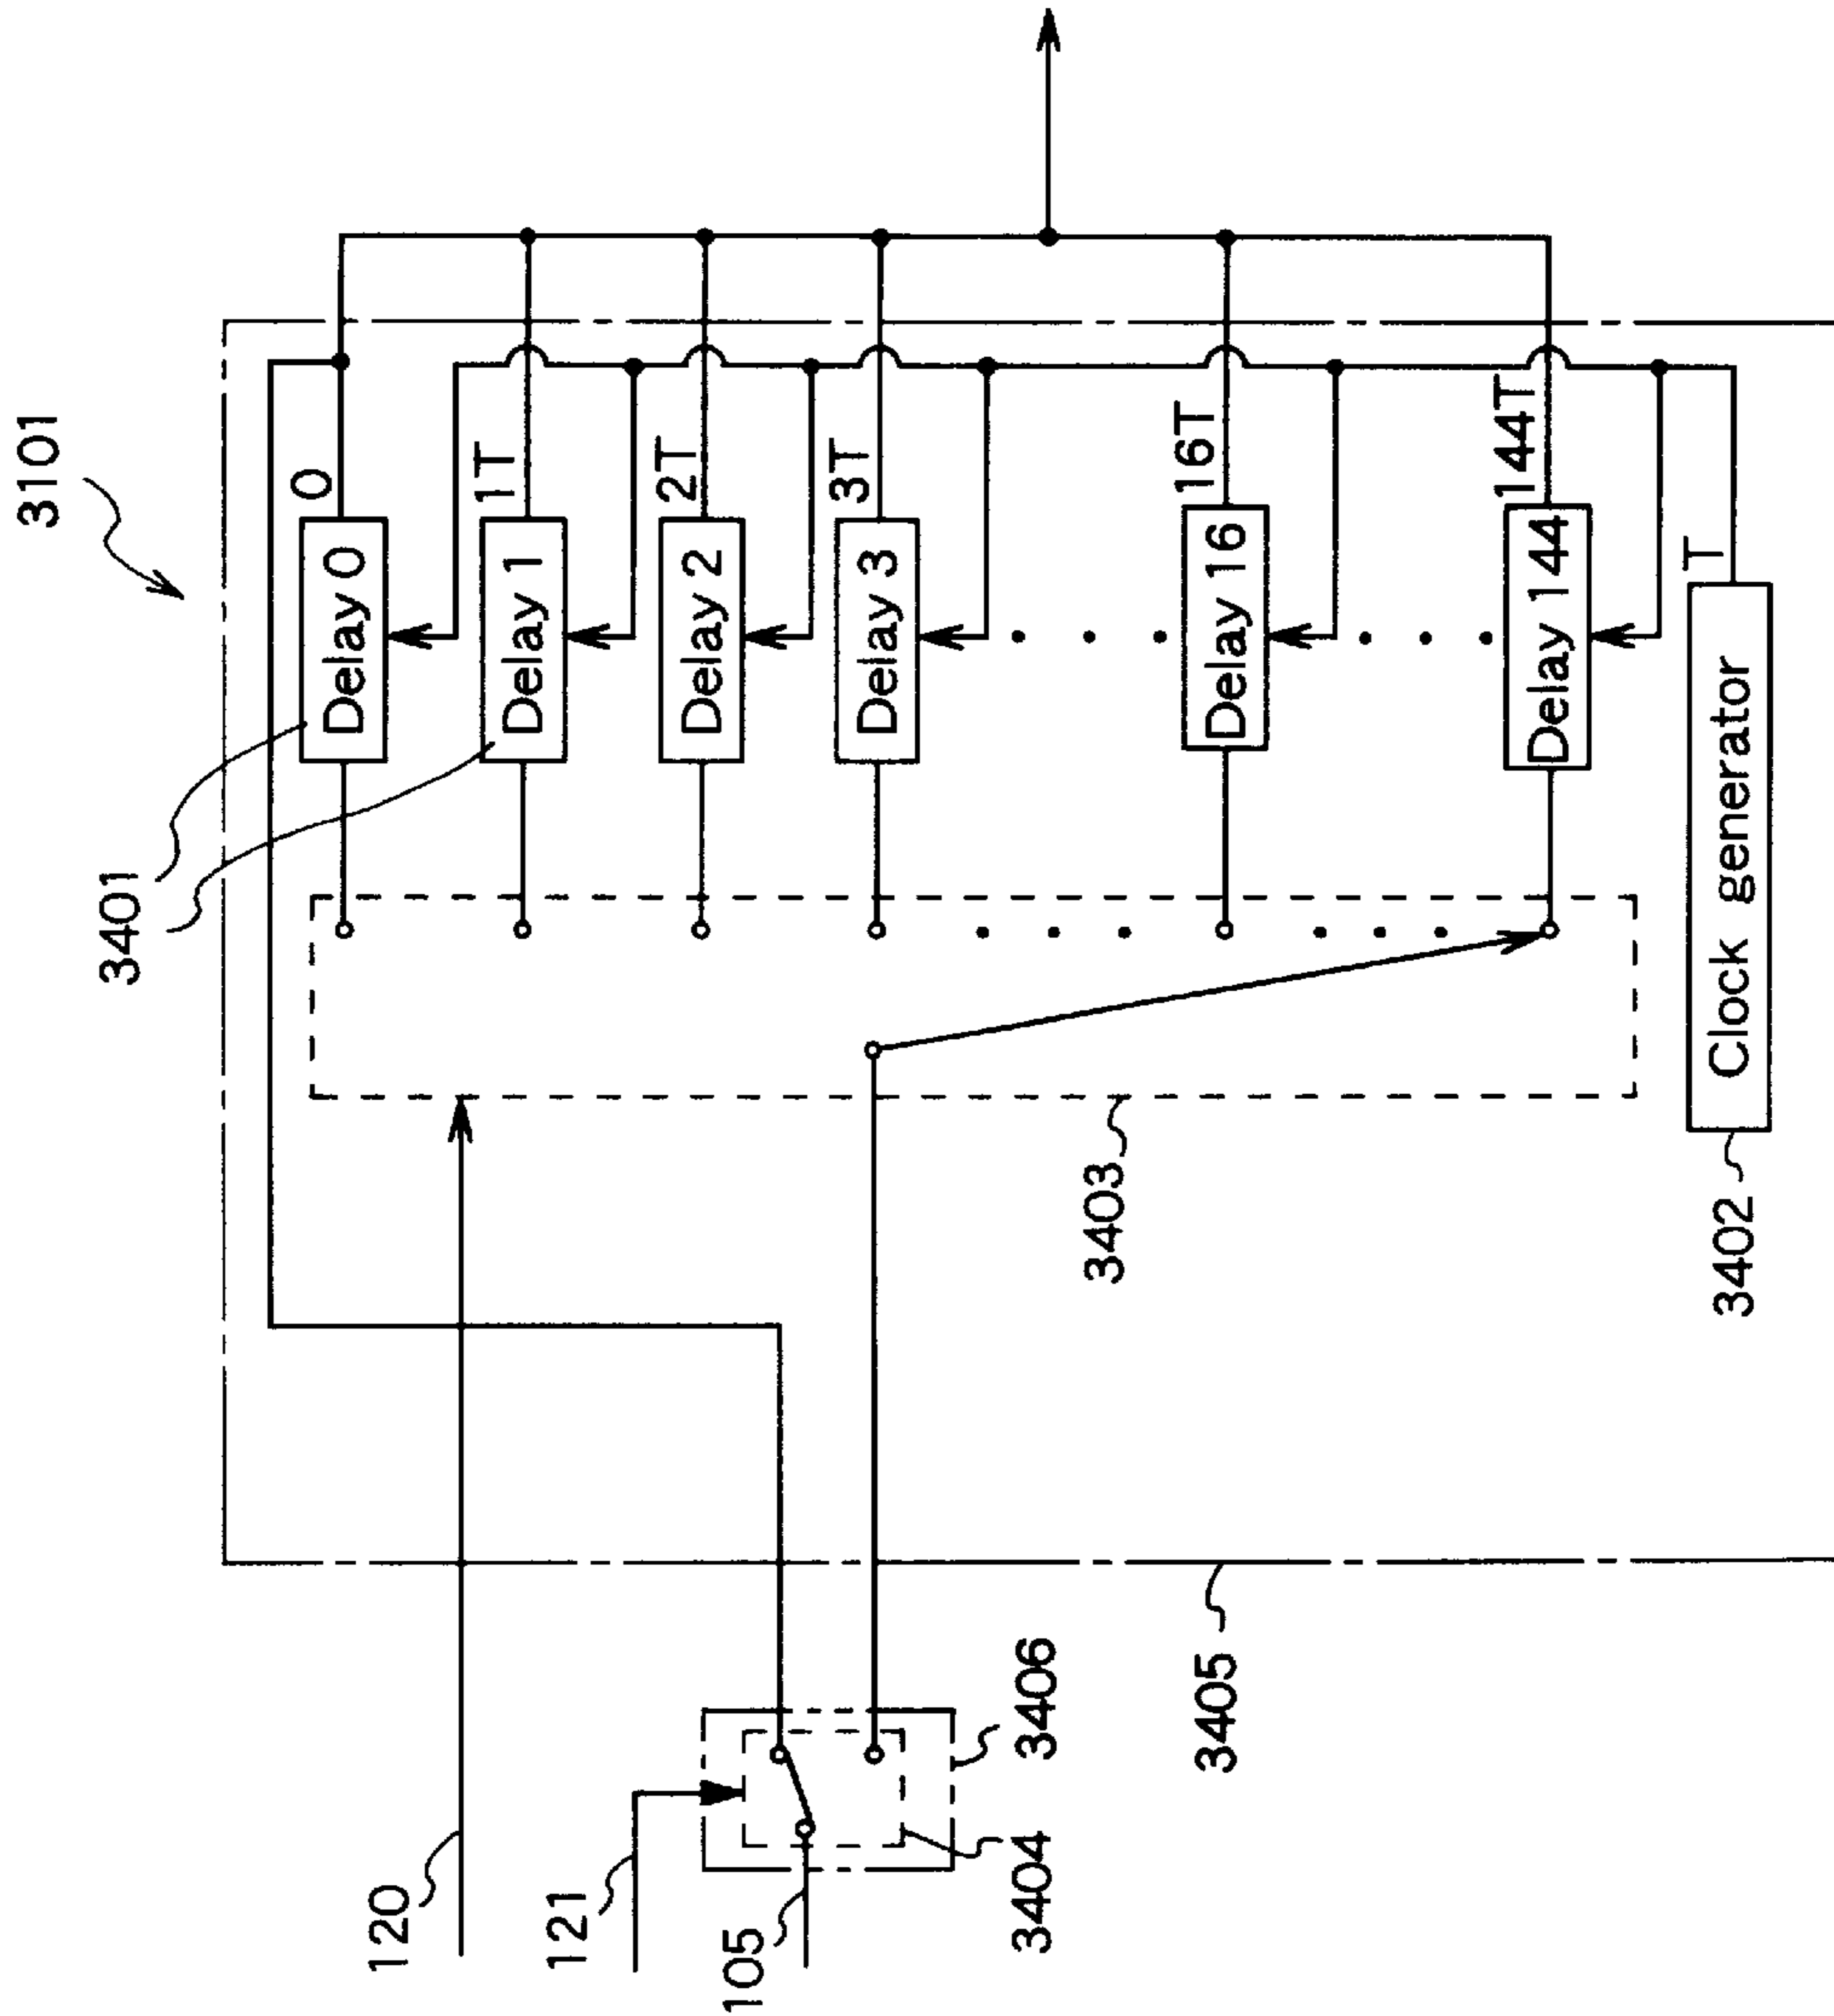 3101
3401
Delay 0
0
Delay 1
1T
Delay 2
2T
Delay 3
3T
Delay 16
16T
Delay 144
144T
Clock generator
T
3402
3403
120
121
105
3404
3406
3405